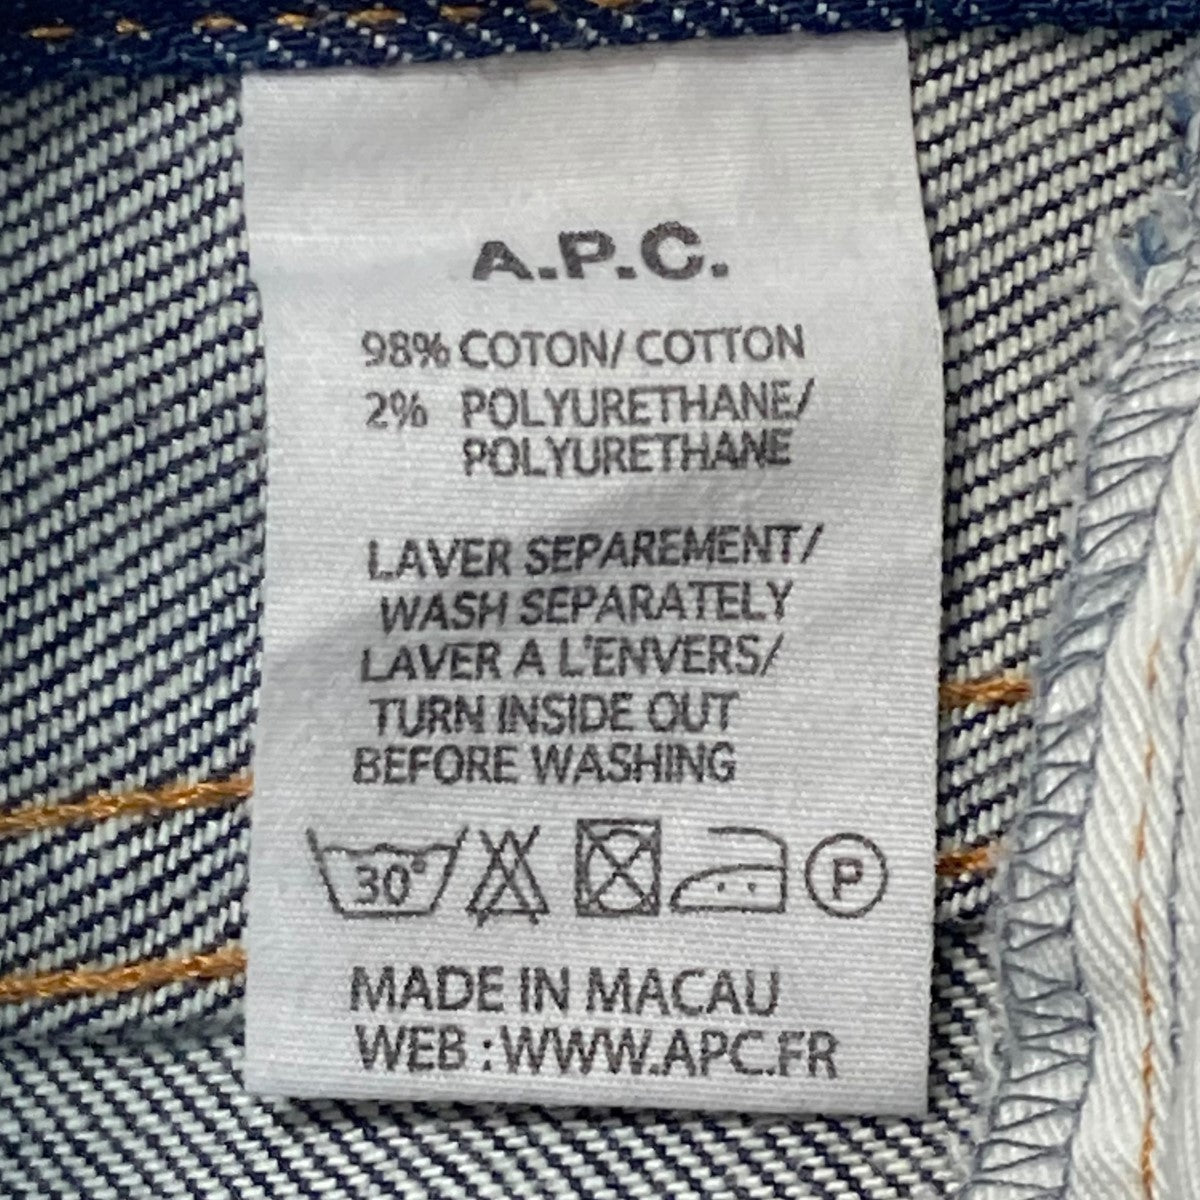 A.P.C.
98% COTON/ COTTON
2% POLYURETHANE/
POLYURETHANE
LAVER SEPAREMENT/
WASH SEPARATELY
LAVER A L'ENVERS/
TURN INSIDE OUT
BEFORE WASHING
30° P
MADE IN MACAU
WEB : WWW.APC.FR